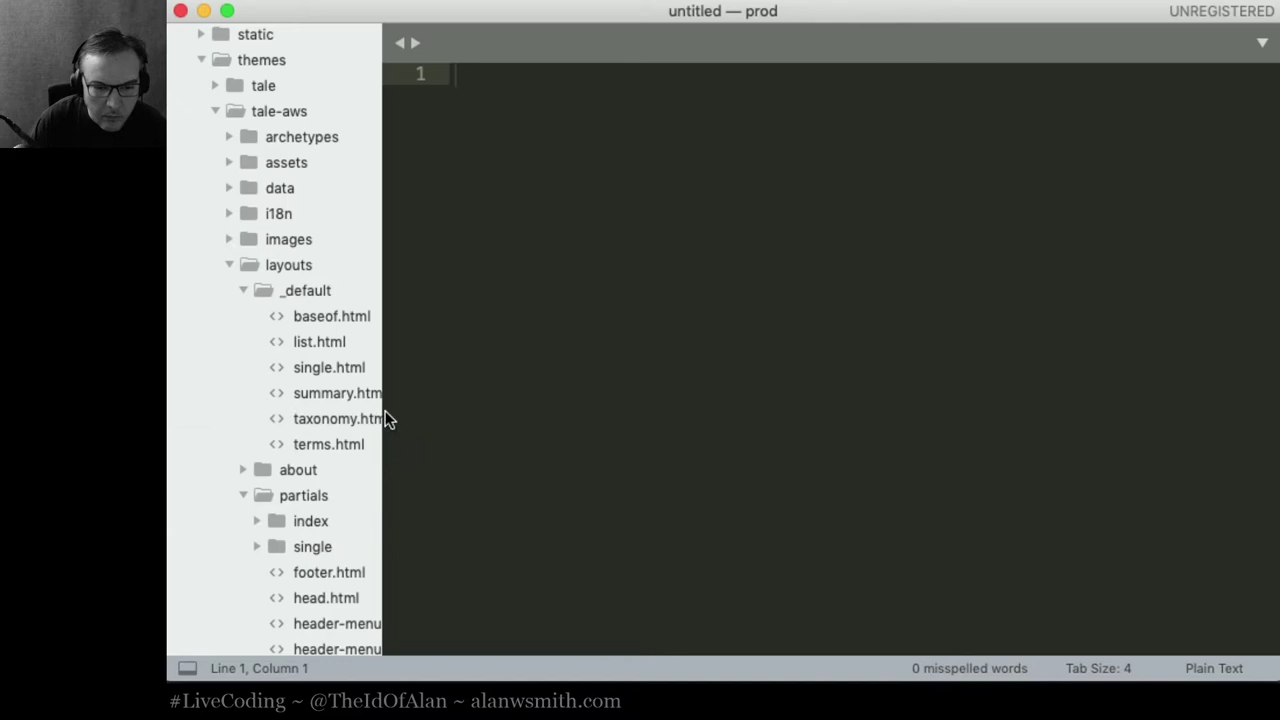 untitled — prod
UNREGISTERED
static
themes
tale
tale-aws
archetypes
assets
data
i18n
images
layouts
_default
baseof.html
list.html
single.html
summary.htm
taxonomy.htm
terms.html
about
partials
index
single
footer.html
head.html
header-menu
header-menu
1
Line 1, Column 1
0 misspelled words
Tab Size: 4
Plain Text
#LiveCoding ~ @TheIdOfAlan ~ alanwsmith.com